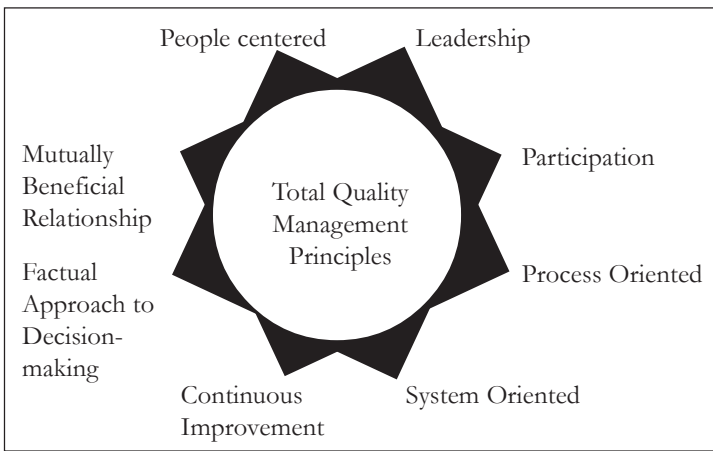 People centered
Leadership
Mutually
Beneficial
Relationship
Participation
Total Quality
Management
Principles
Factual
Approach to
Decision-
making
Process Oriented
Continuous
Improvement
System Oriented